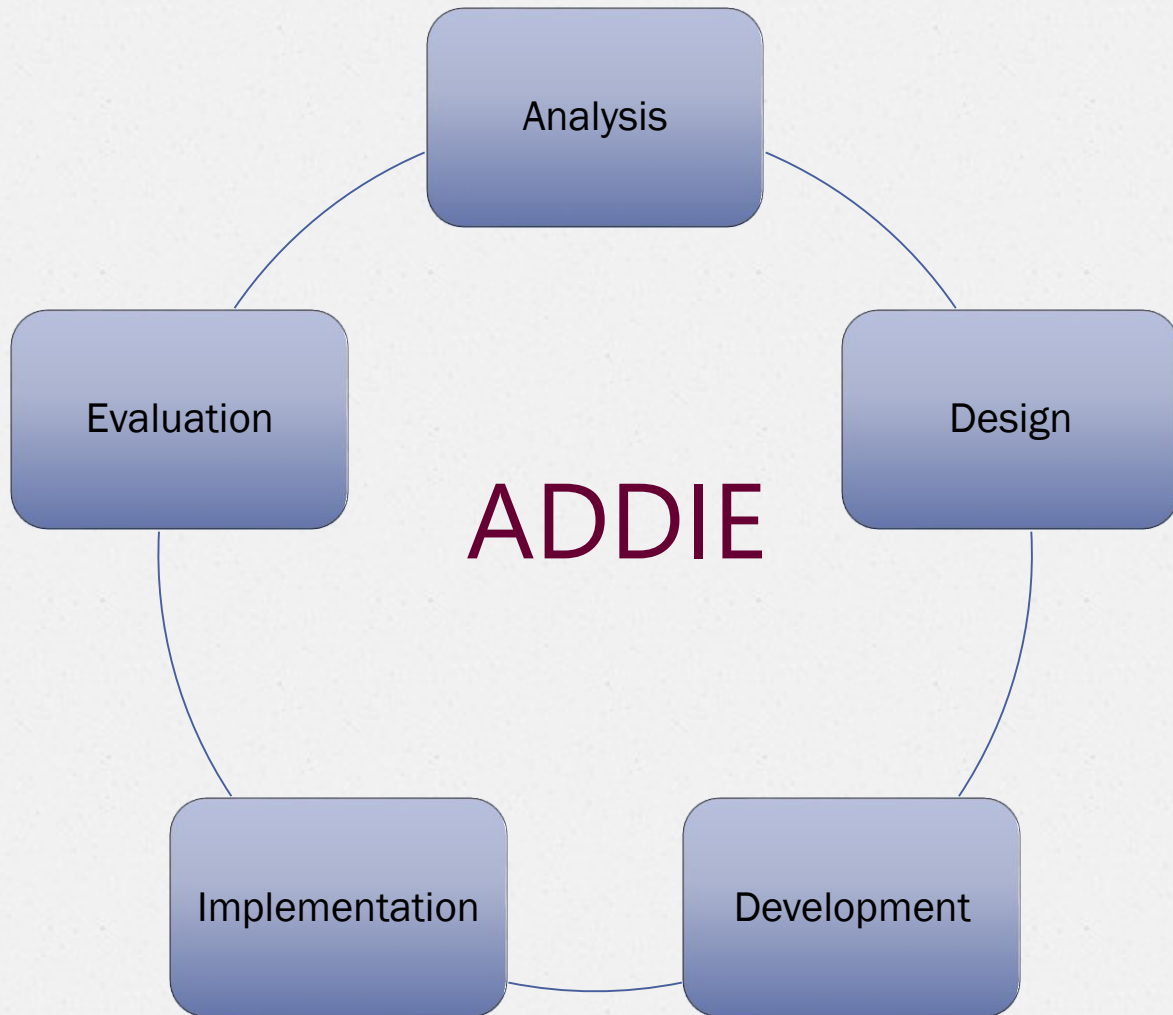 Analysis
Design
Development
Implementation
Evaluation
ADDIE